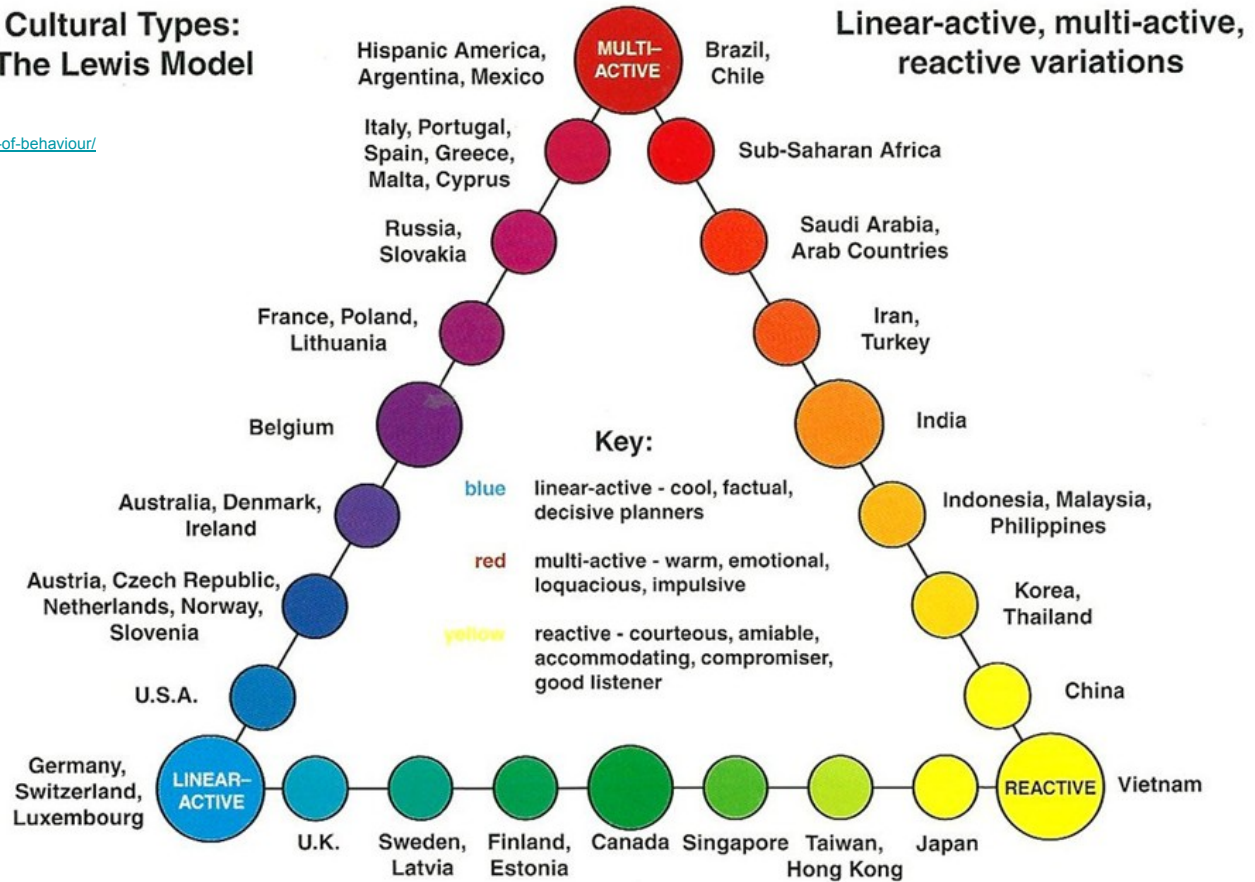 Cultural Types:
The Lewis Model
Linear-active, multi-active,
reactive variations
-of-behaviour/
MULTI–
ACTIVE
Hispanic America,
Argentina, Mexico
Brazil,
Chile
Italy, Portugal,
Spain, Greece,
Malta, Cyprus
Sub-Saharan Africa
Russia,
Slovakia
Saudi Arabia,
Arab Countries
France, Poland,
Lithuania
Iran,
Turkey
Belgium
India
Key:
blue linear-active - cool, factual,
decisive planners
red multi-active - warm, emotional,
loquacious, impulsive
yellow reactive - courteous, amiable,
accommodating, compromiser,
good listener
Australia, Denmark,
Ireland
Indonesia, Malaysia,
Philippines
Austria, Czech Republic,
Netherlands, Norway,
Slovenia
Korea,
Thailand
U.S.A.
China
Germany,
Switzerland,
Luxembourg
LINEAR–
ACTIVE
REACTIVE
Vietnam
U.K.
Sweden,
Latvia
Finland,
Estonia
Canada
Singapore
Taiwan,
Hong Kong
Japan